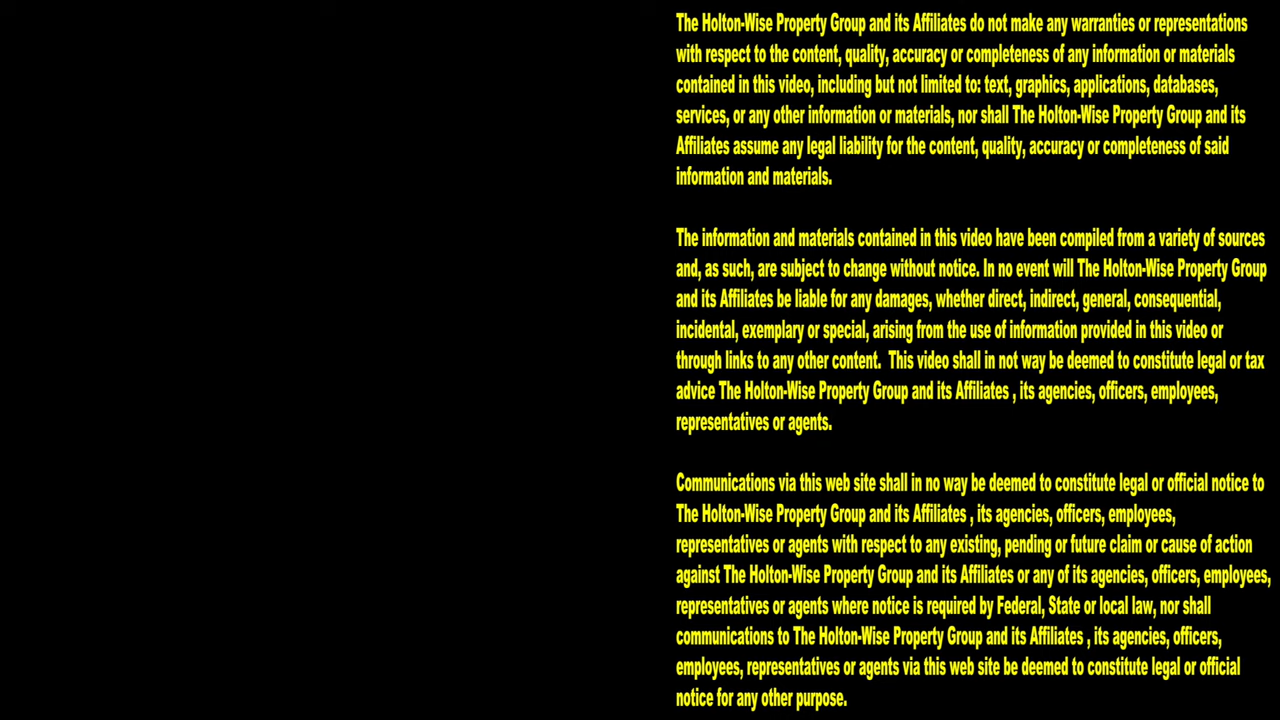 The Holton-Wise Property Group and its Affiliates do not make any warranties or representations
with respect to the content, quality, accuracy or completeness of any information or materials
contained in this video, including but not limited to: text, graphics, applications, databases,
services, or any other information or materials, nor shall The Holton-Wise Property Group and its
Affiliates assume any legal liability for the content, quality, accuracy or completeness of said
information and materials.
The information and materials contained in this video have been compiled from a variety of sources
and, as such, are subject to change without notice. In no event will The Holton-Wise Property Group
and its Affiliates be liable for any damages, whether direct, indirect, general, consequential,
incidental, exemplary or special, arising from the use of information provided in this video or
through links to any other content.  This video shall in not way be deemed to constitute legal or tax
advice The Holton-Wise Property Group and its Affiliates , its agencies, officers, employees,
representatives or agents.
Communications via this web site shall in no way be deemed to constitute legal or official notice to
The Holton-Wise Property Group and its Affiliates , its agencies, officers, employees,
representatives or agents with respect to any existing, pending or future claim or cause of action
against The Holton-Wise Property Group and its Affiliates or any of its agencies, officers, employees,
representatives or agents where notice is required by Federal, State or local law, nor shall
communications to The Holton-Wise Property Group and its Affiliates , its agencies, officers,
employees, representatives or agents via this web site be deemed to constitute legal or official
notice for any other purpose.